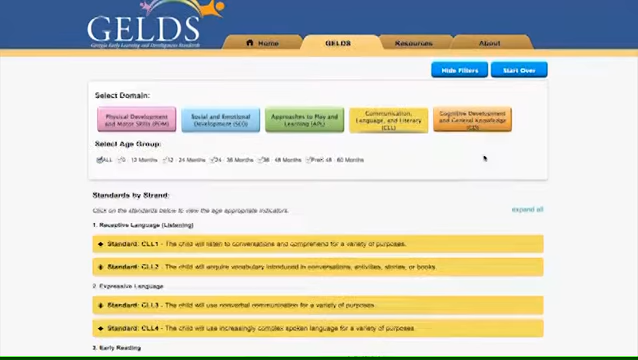 GELDS
Georgia Early Learning and Development Standards
Home
GELDS
Resources
About
Hide Filters
Start Over
Select Domain:
Physical Development and Motor Skills (PDM)
Social and Emotional Development (SED)
Approaches to Play and Learning (APL)
Communication, Language, and Literacy (CLL)
Cognitive Development and General Knowledge (CD)
Select Age Group:
ALL 0 - 12 Months 12 - 24 Months 24 - 36 Months 36 - 48 Months PreK 48 - 60 Months
Standards by Strand:
Click on the standards below to view the age appropriate indicators.
expand all
1. Receptive Language (Listening)
Standard: CLL1 - The child will listen to conversations and comprehend for a variety of purposes.
Standard: CLL2 - The child will acquire vocabulary introduced in conversations, activities, stories, or books.
2. Expressive Language
Standard: CLL3 - The child will use nonverbal communication for a variety of purposes.
Standard: CLL4 - The child will use increasingly complex spoken language for a variety of purposes.
3. Early Reading